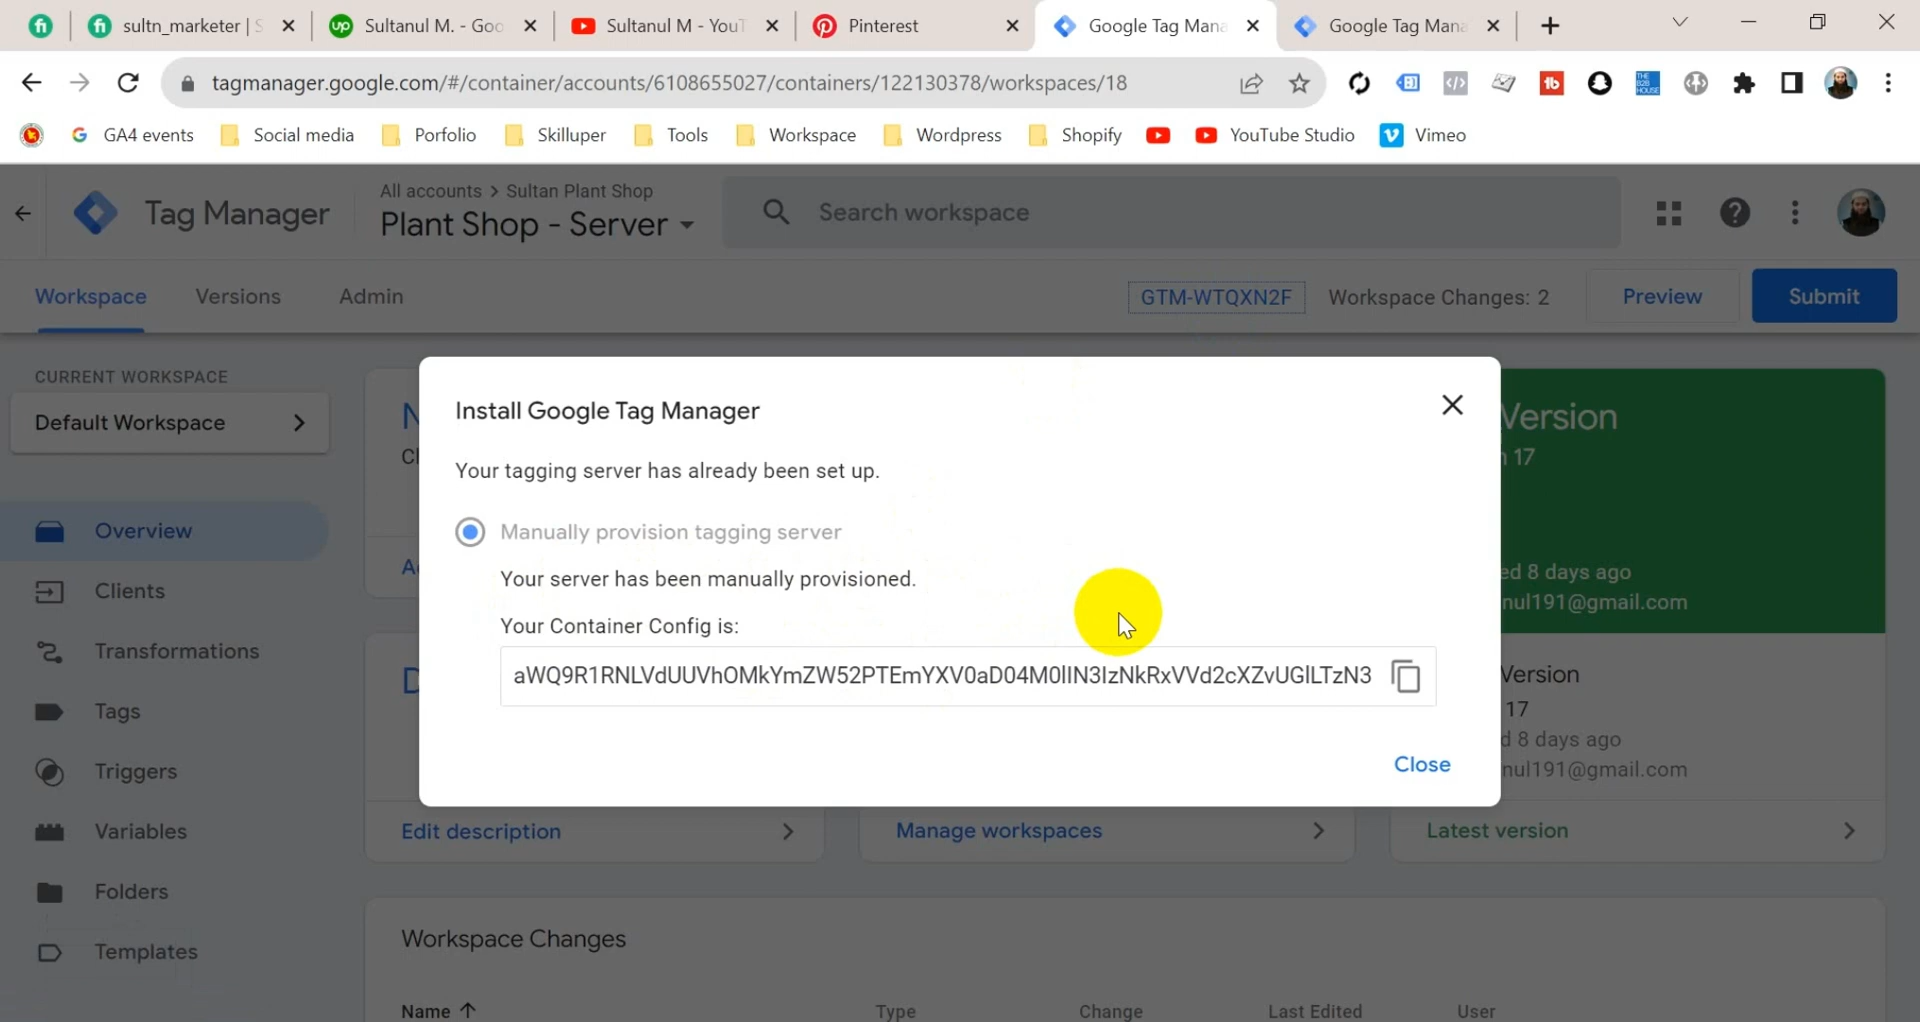 sultn_marketer | S
Sultanul M. - Goo
Sultanul M - YouT
Pinterest
Google Tag Mana
Google Tag Mana
tagmanager.google.com/#/container/accounts/6108655027/containers/122130378/workspaces/18
GA4 events
Social media
Porfolio
Skilluper
Tools
Workspace
Wordpress
Shopify
YouTube Studio
Vimeo
Tag Manager
All accounts > Sultan Plant Shop
Plant Shop - Server
Search workspace
Workspace
Versions
Admin
GTM-WTQXN2F
Workspace Changes: 2
Preview
Submit
CURRENT WORKSPACE
Default Workspace
Overview
Clients
Transformations
Tags
Triggers
Variables
Folders
Templates
Install Google Tag Manager
Your tagging server has already been set up.
Manually provision tagging server
Your server has been manually provisioned.
Your Container Config is:
aWQ9R1RNLVdUUVhOMkYmZW52PTEmYXV0aD04M0lIN3IzNkRxVVd2cXZvUGlLTzN3
Close
Version
17
ed 8 days ago
nul191@gmail.com
Version
17
d 8 days ago
nul191@gmail.com
Edit description
Manage workspaces
Latest version
Workspace Changes
Name
Type
Change
Last Edited
User